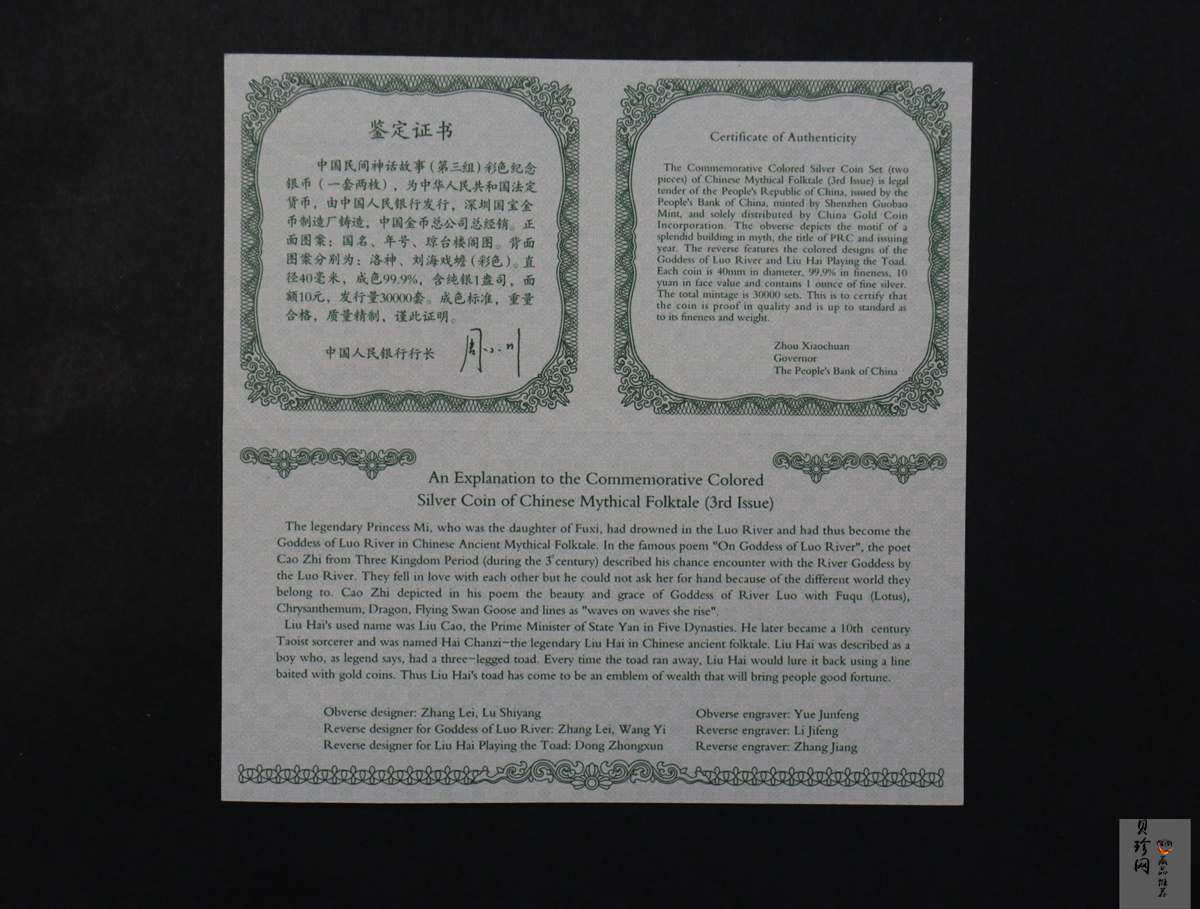 鉴定证书
中国民间神话故事(第三组)彩色纪念
银币(一套两枚),为中华人民共和国法定
货币,由中国人民银行发行,深圳国宝金
币制造厂铸造,中国金币总公司总经销。正
面图案:国名、年号、琼台楼阁图。背面
图案分别为:洛神、刘海戏蟾(彩色)。直
径40毫米,成色99.9%,含纯银1盎司,面
额10元,发行量30000套。成色标准,重量
合格,质量精制,谨此证明。
中国人民银行行长 周小川
Certificate of Authenticity
The Commemorative Colored Silver Coin Set (two
pieces) of Chinese Mythical Folktale (3rd Issue) is legal
tender of the People's Republic of China, issued by the
People's Bank of China, minted by Shenzhen Guobao
Mint, and solely distributed by China Gold Coin
Incorporation. The obverse depicts the motif of a
splendid building in myth, the title of PRC and issuing
year. The reverse features the colored designs of the
Goddess of Luo River and Liu Hai Playing the Toad.
Each coin is 40mm in diameter, 99.9% in fineness, 10
yuan in face value and contains 1 ounce of fine silver.
The total mintage is 30000 sets. This is to certify that
the coin is proof in quality and is up to standard as
to its fineness and weight.
Zhou Xiaochuan
Governor
The People's Bank of China
An Explanation to the Commemorative Colored
Silver Coin of Chinese Mythical Folktale (3rd Issue)
The legendary Princess Mi, who was the daughter of Fuxi, had drowned in the Luo River and had thus become the
Goddess of Luo River in Chinese Ancient Mythical Folktale. In the famous poem "On Goddess of Luo River", the poet
Cao Zhi from Three Kingdom Period (during the 3rd century) described his chance encounter with the River Goddess by
the Luo River. They fell in love with each other but he could not ask her for hand because of the different world they
belong to. Cao Zhi depicted in his poem the beauty and grace of Goddess of River Luo with Fuqu (Lotus),
Chrysanthemum, Dragon, Flying Swan Goose and lines as "waves on waves she rise".
Liu Hai's used name was Liu Cao, the Prime Minister of State Yan in Five Dynasties. He later became a 10th century
Taoist sorcerer and was named Hai Chanzi-the legendary Liu Hai in Chinese ancient folktale. Liu Hai was described as a
boy who, as legend says, had a three-legged toad. Every time the toad ran away, Liu Hai would lure it back using a line
baited with gold coins. Thus Liu Hai's toad has come to be an emblem of wealth that will bring people good fortune.
Obverse designer: Zhang Lei, Lu Shiyang
Reverse designer for Goddess of Luo River: Zhang Lei, Wang Yi
Reverse designer for Liu Hai Playing the Toad: Dong Zhongxun
Obverse engraver: Yue Junfeng
Reverse engraver: Li Jifeng
Reverse engraver: Zhang Jiang
贝珍网
藏品推荐